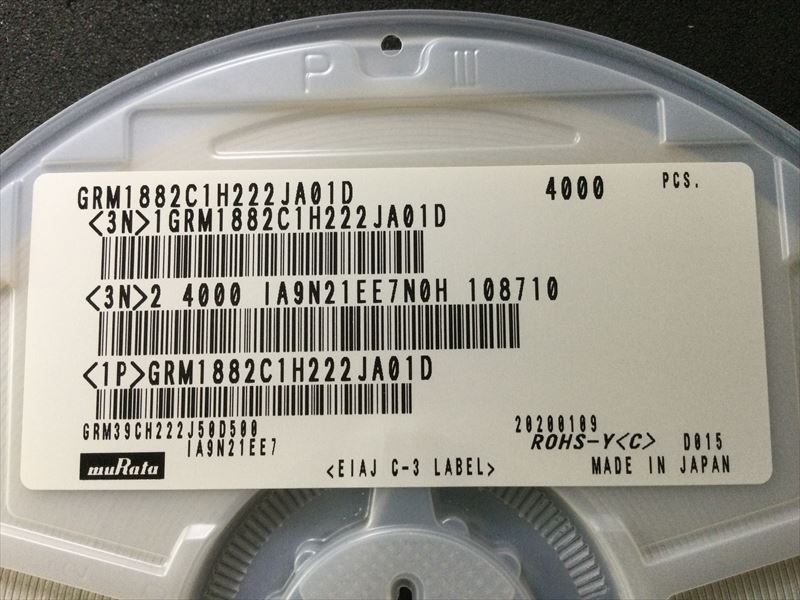 P
GRM1882C1H222JA01D 4000 PCS.
<3N>1GRM1882C1H222JA01D
<3N>2 4000 IA9N21EE7N0H 108710
<1P>GRM1882C1H222JA01D
GRM39CH222J50D500 20200109
IA9N21EE7 ROHS-Y<C> D015
muRata <EIAJ C-3 LABEL> MADE IN JAPAN